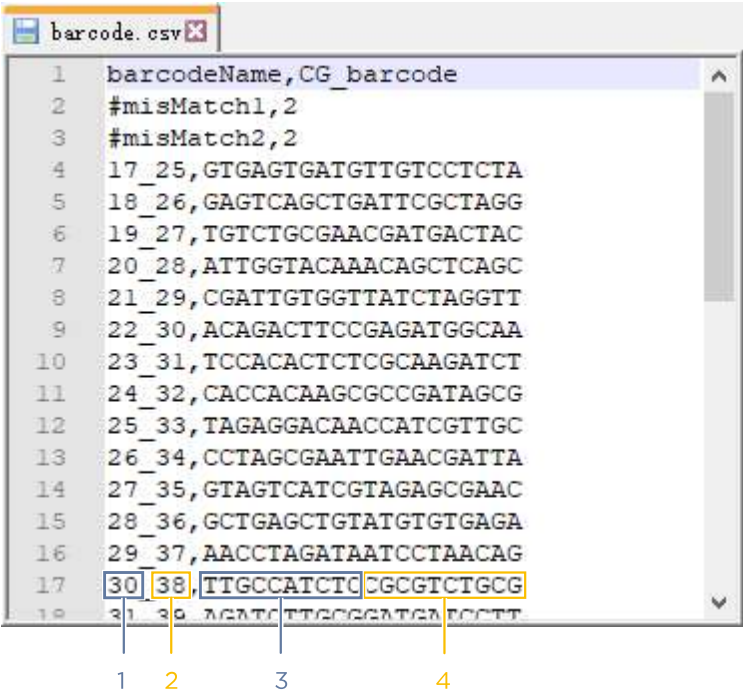 barcode.csv
1 barcodeName,CG_barcode
2 #misMatch1,2
3 #misMatch2,2
4 17_25,GTGAGTGATGTTGTCCTCTA
5 18_26,GAGTCAGCTGATTCGCTAGG
6 19_27,TGTCTGCGAACGATGACTAC
7 20_28,ATTGGTACAAACAGCTCAGC
8 21_29,CGATTGTGGTTATCTAGGTT
9 22_30,ACAGACTTCCGAGATGGCAA
10 23_31,TCCACACTCTCGCAAGATCT
11 24_32,CACCACAAGCGCCGATAGCG
12 25_33,TAGAGGACAACCATCGTTGC
13 26_34,CCTAGCGAATTGAACGATTA
14 27_35,GTAGTCATCGTAGAGCGAAC
15 28_36,GCTGAGCTGTATGTGTGAGA
16 29_37,AACCTAGATAATCCTAACAG
17 30_38,TTGCCATCTCCGCGTCTGCG
18 31_39,AGATCTTGCGGATGATCCTT
1 2 3 4